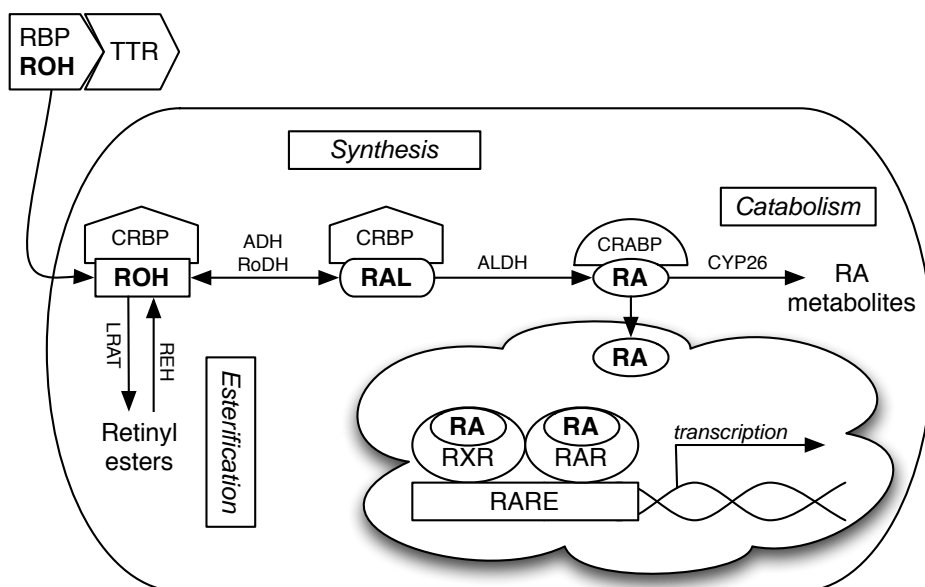 RBP
ROH
TTR
Synthesis
Catabolism
CRBP
ROH
ADH
RoDH
CRBP
RAL
ALDH
CRABP
RA
CYP26
RA
metabolites
LRAT
REH
Esterification
Retinyl
esters
RA
RA
RXR
RA
RAR
transcription
RARE